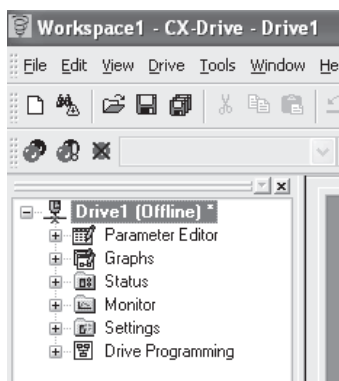 Workspace1 - CX-Drive - Drive1
File Edit View Drive Tools Window He
Drive1 (Offline) *
Parameter Editor
Graphs
Status
Monitor
Settings
Drive Programming